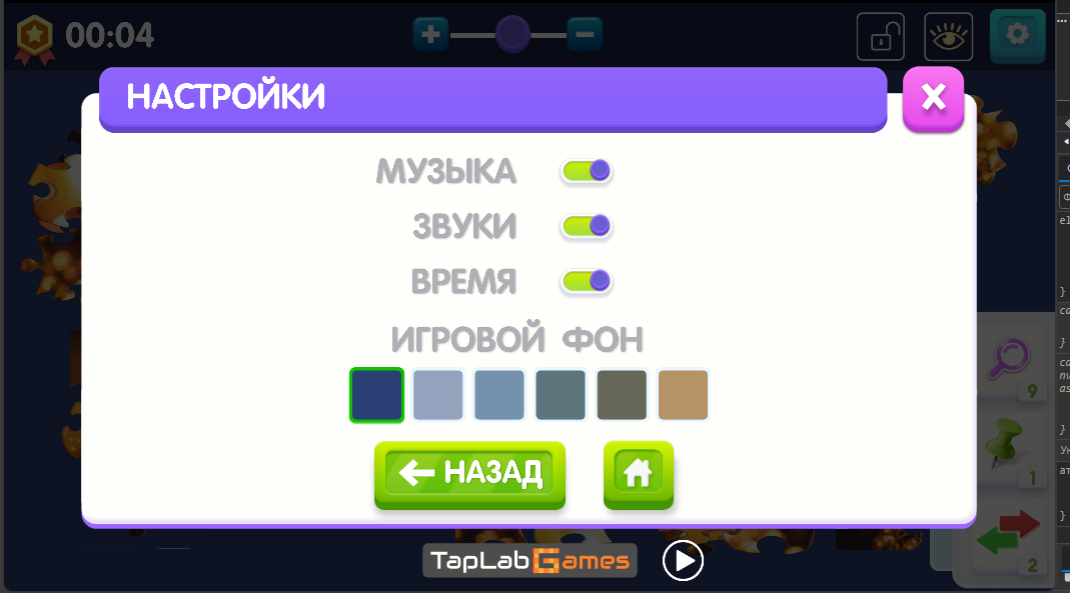 00:04
НАСТРОЙКИ
МУЗЫКА
ЗВУКИ
ВРЕМЯ
ИГРОВОЙ ФОН
НАЗАД
9
1
2
TapLab Games